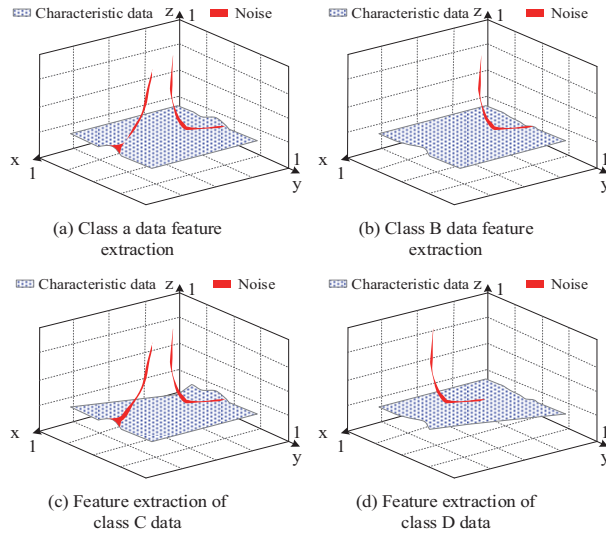 Characteristic data z Noise
1
x
1
1
y
(a) Class a data feature
extraction
Characteristic data z Noise
1
x
1
1
y
(b) Class B data feature
extraction
Characteristic data z Noise
1
x
1
1
y
(c) Feature extraction of
class C data
Characteristic data z Noise
1
x
1
1
y
(d) Feature extraction of
class D data